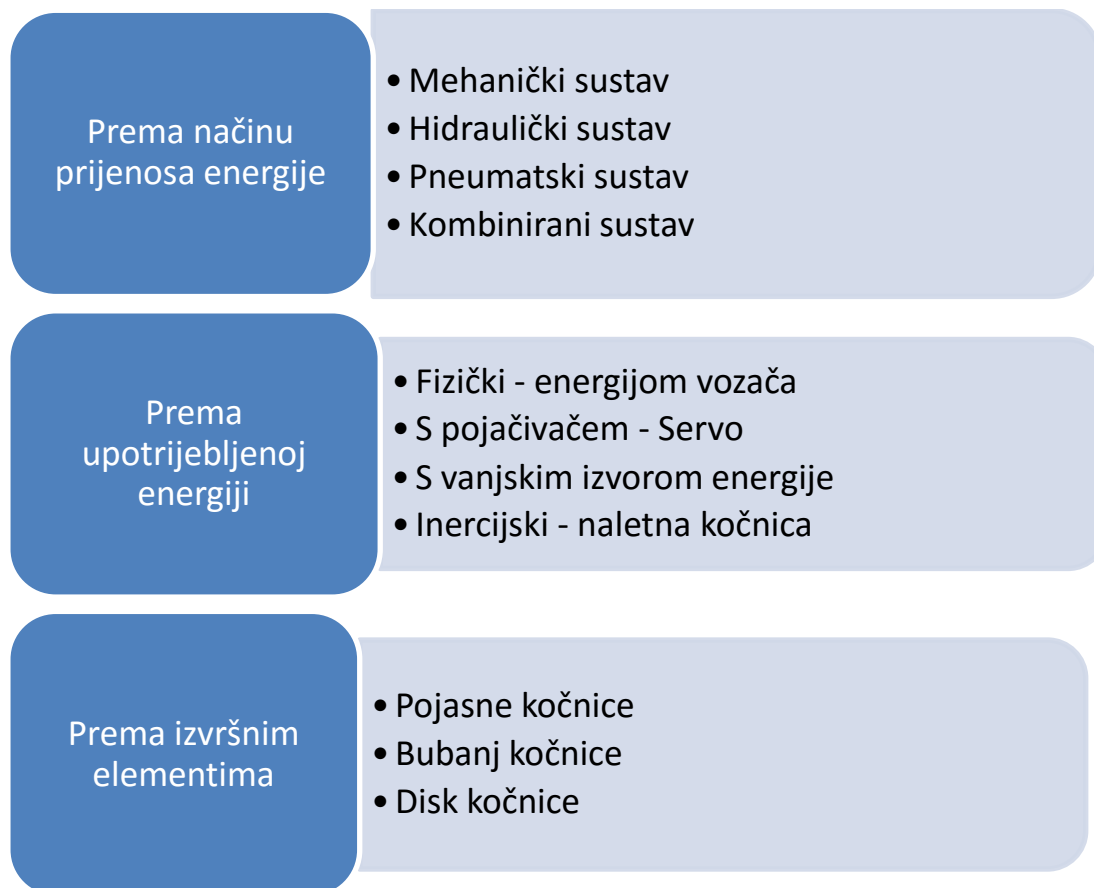 Prema načinu
prijenosa energije
• Mehanički sustav
• Hidraulički sustav
• Pneumatski sustav
• Kombinirani sustav
Prema
upotrijebljenoj
energiji
• Fizički - energijom vozača
• S pojačivačem - Servo
• S vanjskim izvorom energije
• Inercijski - naletna kočnica
Prema izvršnim
elementima
• Pojasne kočnice
• Bubanj kočnice
• Disk kočnice